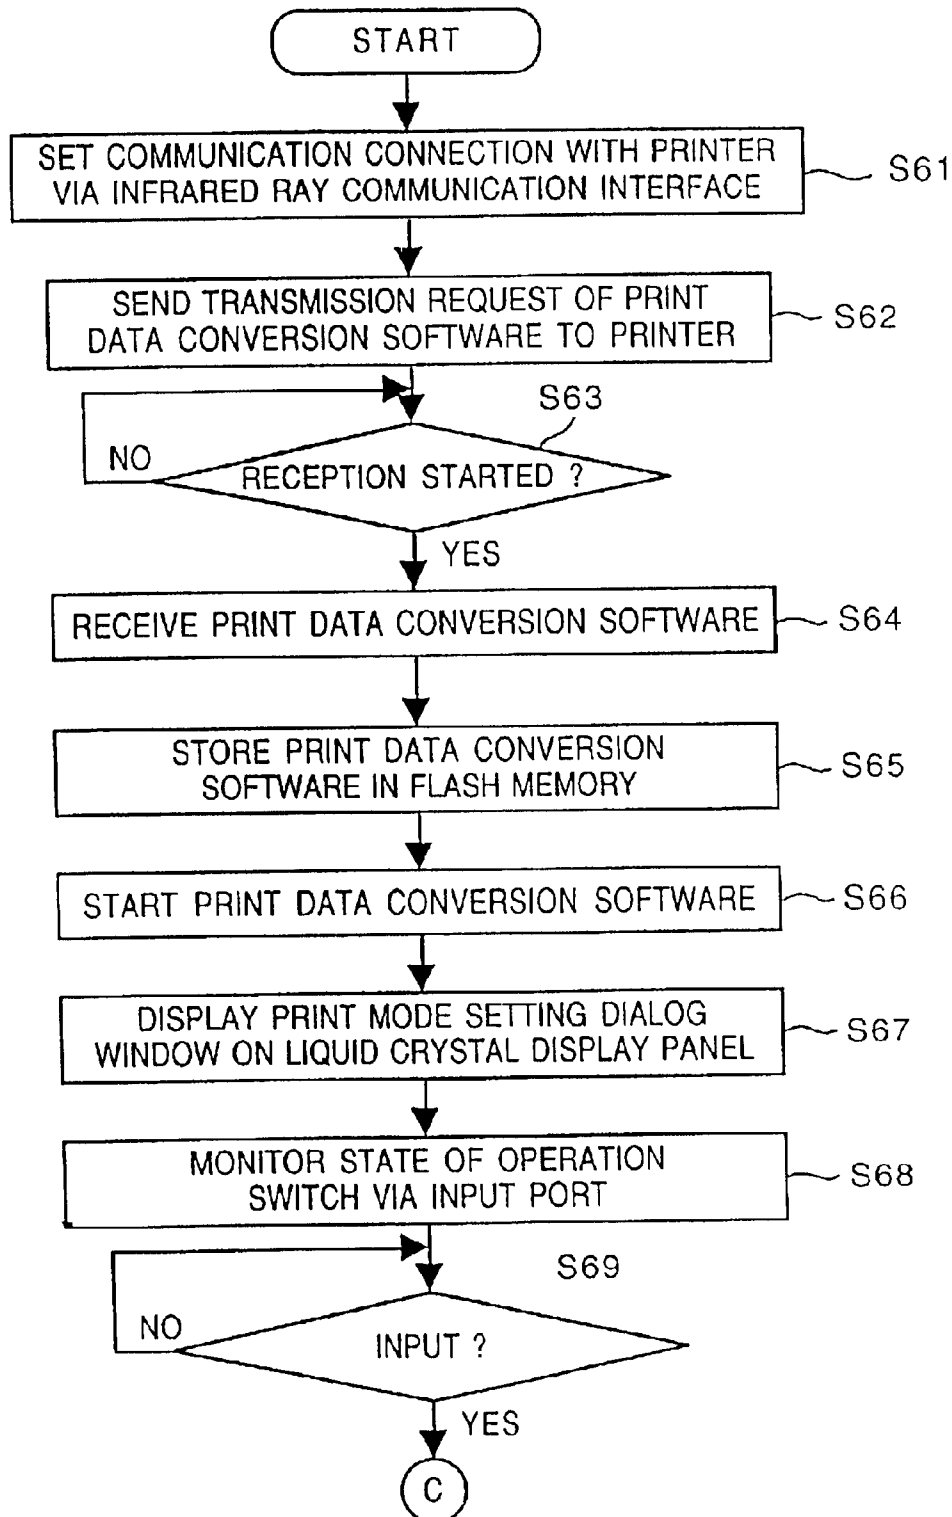 START
SET COMMUNICATION CONNECTION WITH PRINTER
VIA INFRARED RAY COMMUNICATION INTERFACE
S61
SEND TRANSMISSION REQUEST OF PRINT
DATA CONVERSION SOFTWARE TO PRINTER
S62
S63
NO
RECEPTION STARTED ?
YES
RECEIVE PRINT DATA CONVERSION SOFTWARE
S64
STORE PRINT DATA CONVERSION
SOFTWARE IN FLASH MEMORY
S65
START PRINT DATA CONVERSION SOFTWARE
S66
DISPLAY PRINT MODE SETTING DIALOG
WINDOW ON LIQUID CRYSTAL DISPLAY PANEL
S67
MONITOR STATE OF OPERATION
SWITCH VIA INPUT PORT
S68
S69
NO
INPUT ?
YES
C